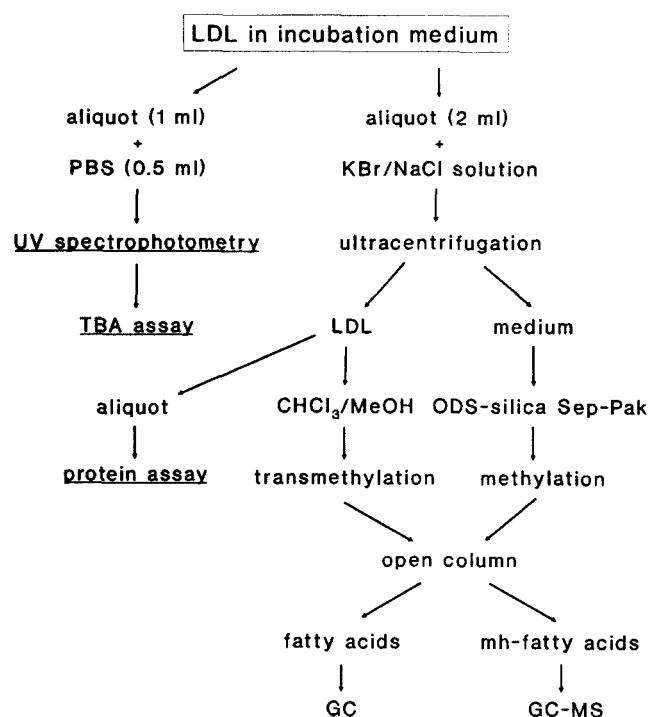 LDL in incubation medium
aliquot (1 ml)
+
PBS (0.5 ml)
UV spectrophotometry
TBA assay
aliquot (2 ml)
+
KBr/NaCl solution
ultracentrifugation
LDL
medium
aliquot
CHCl₃/MeOH
ODS-silica Sep-Pak
protein assay
transmethylation
methylation
open column
fatty acids
mh-fatty acids
GC
GC-MS